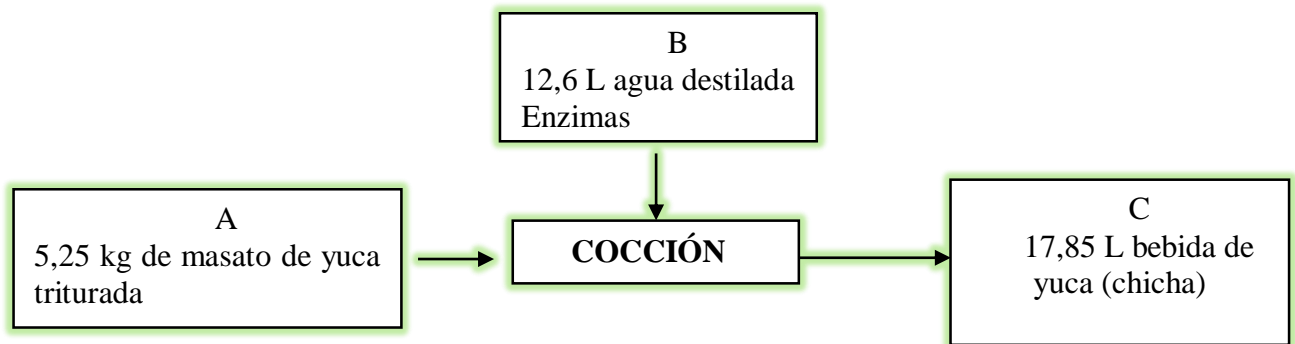 B
12,6 L agua destilada
Enzimas
A
5,25 kg de masato de yuca
triturada
COCCIÓN
C
17,85 L bebida de
yuca (chicha)